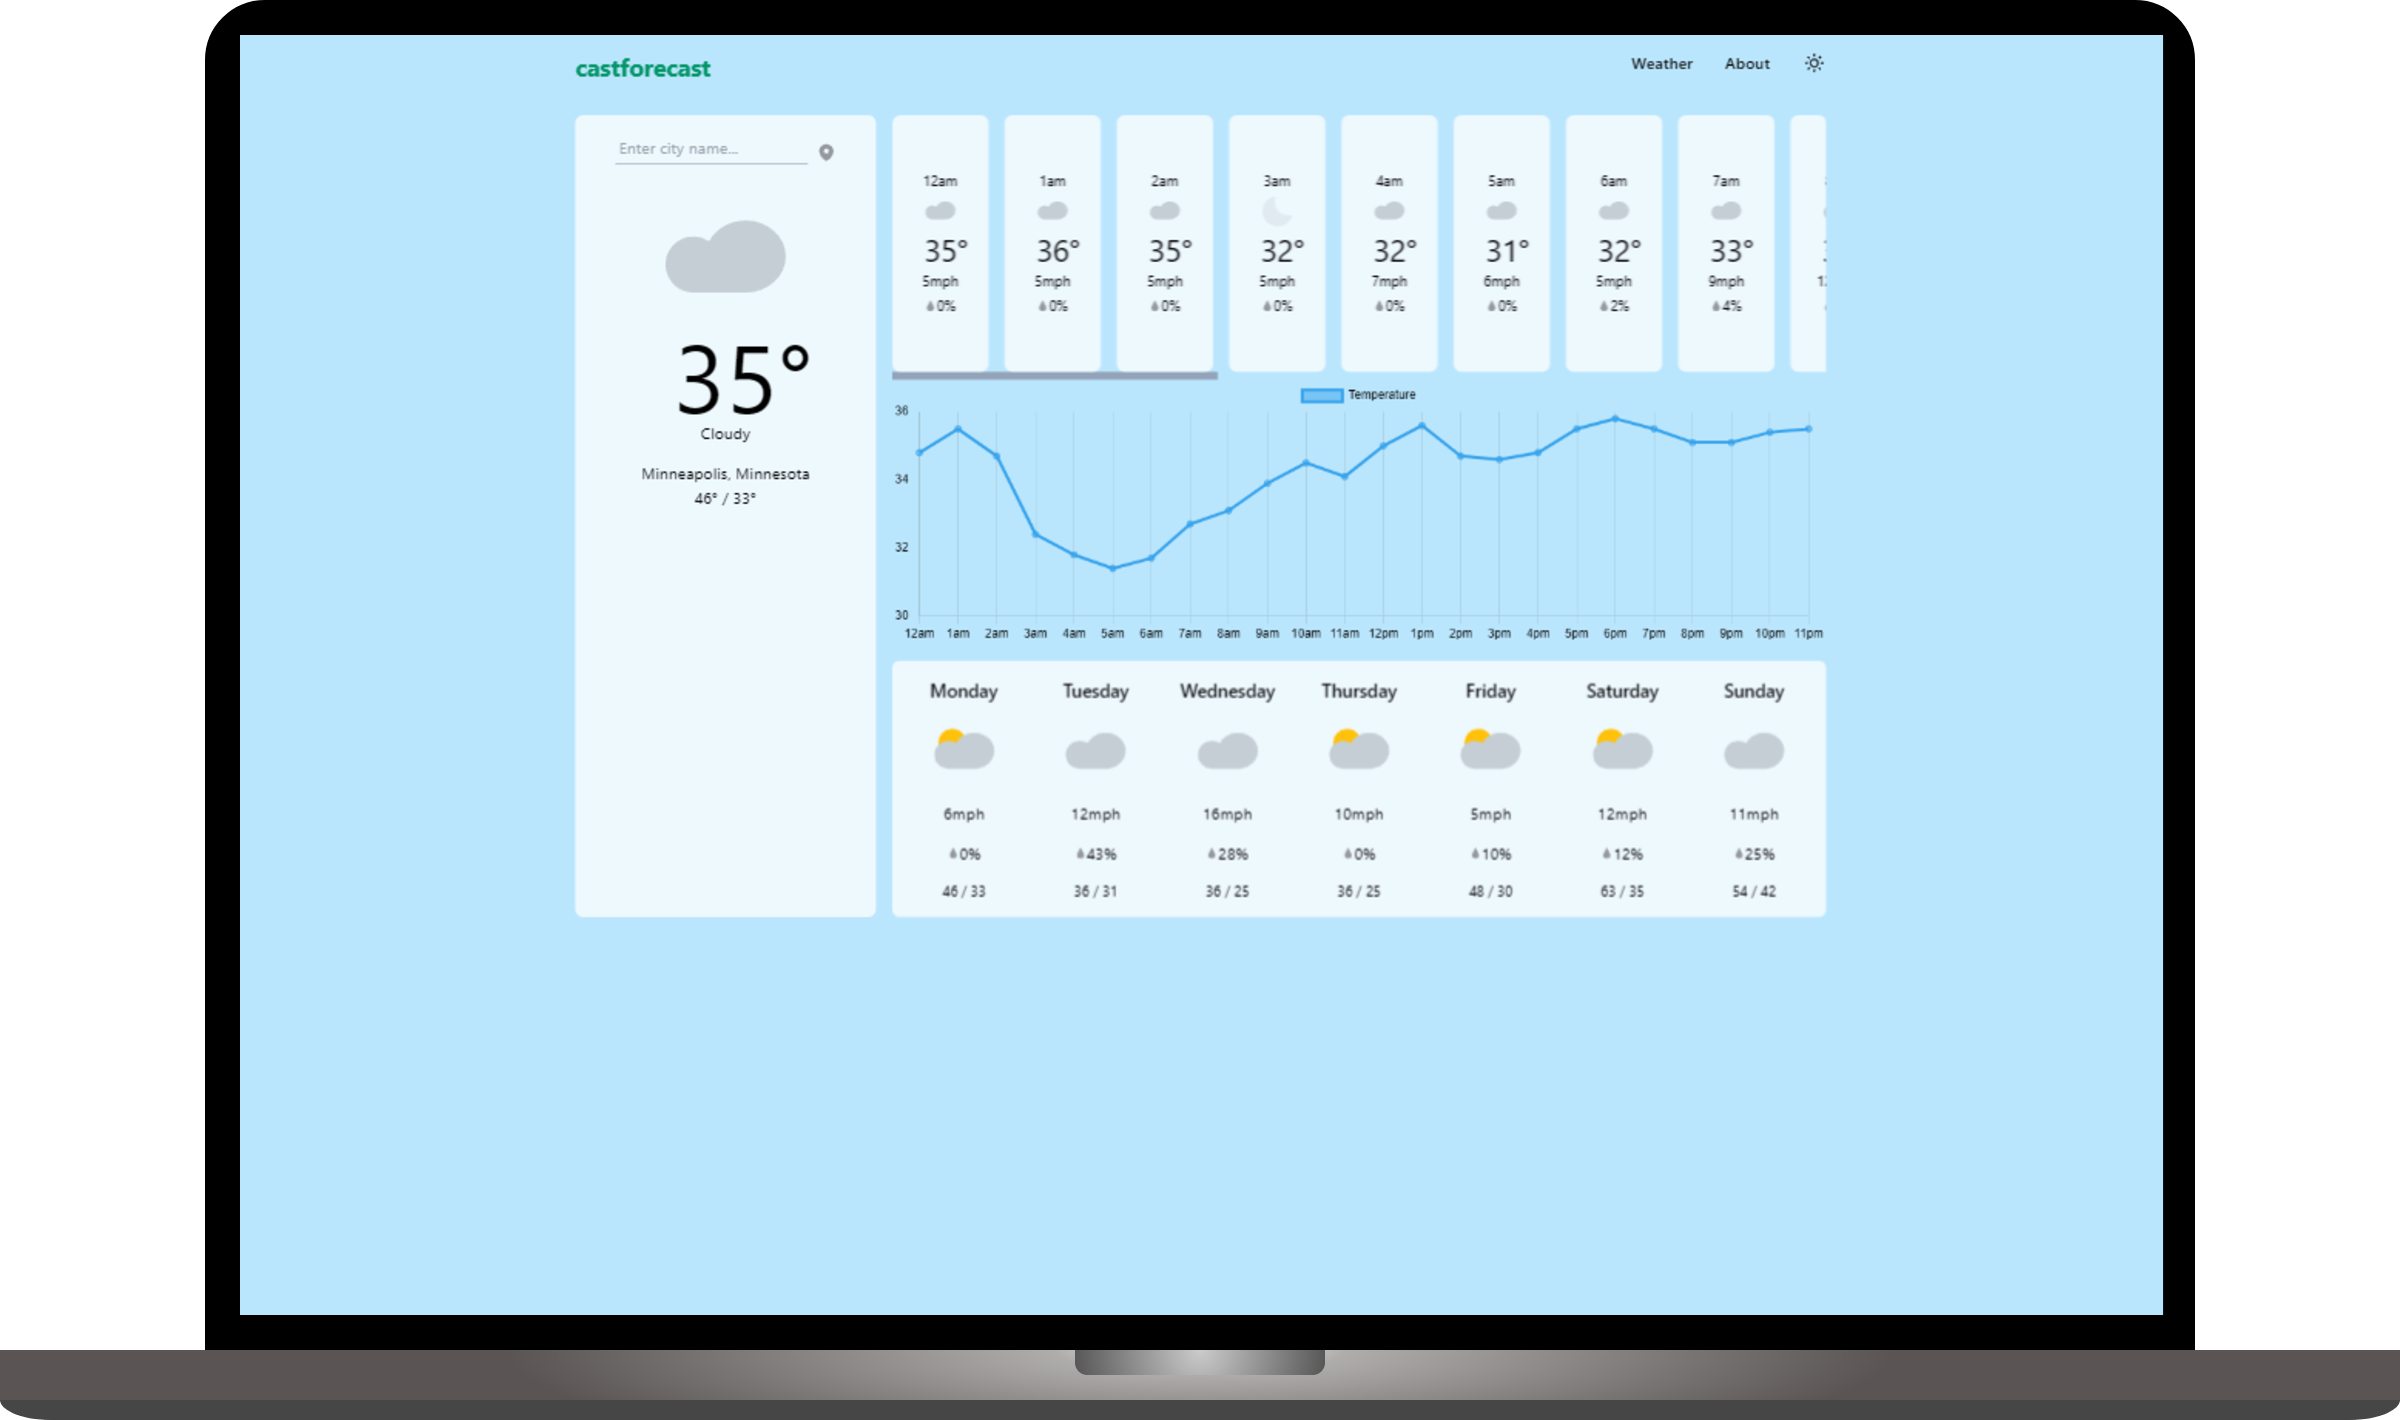 castforecast
Weather About
Enter city name...
35°
Cloudy
Minneapolis, Minnesota
46° / 33°
12am 1am 2am 3am 4am 5am 6am 7am
35° 36° 35° 32° 32° 31° 32° 33°
5mph 5mph 5mph 5mph 7mph 6mph 5mph 9mph
0% 0% 0% 0% 0% 0% 2% 4%
Temperature
36
34
32
30
12am 1am 2am 3am 4am 5am 6am 7am 8am 9am 10am 11am 12pm 1pm 2pm 3pm 4pm 5pm 6pm 7pm 8pm 9pm 10pm 11pm
Monday Tuesday Wednesday Thursday Friday Saturday Sunday
6mph 12mph 16mph 10mph 5mph 12mph 11mph
0% 43% 28% 0% 10% 12% 25%
46 / 33 36 / 31 36 / 25 36 / 25 48 / 30 63 / 35 54 / 42